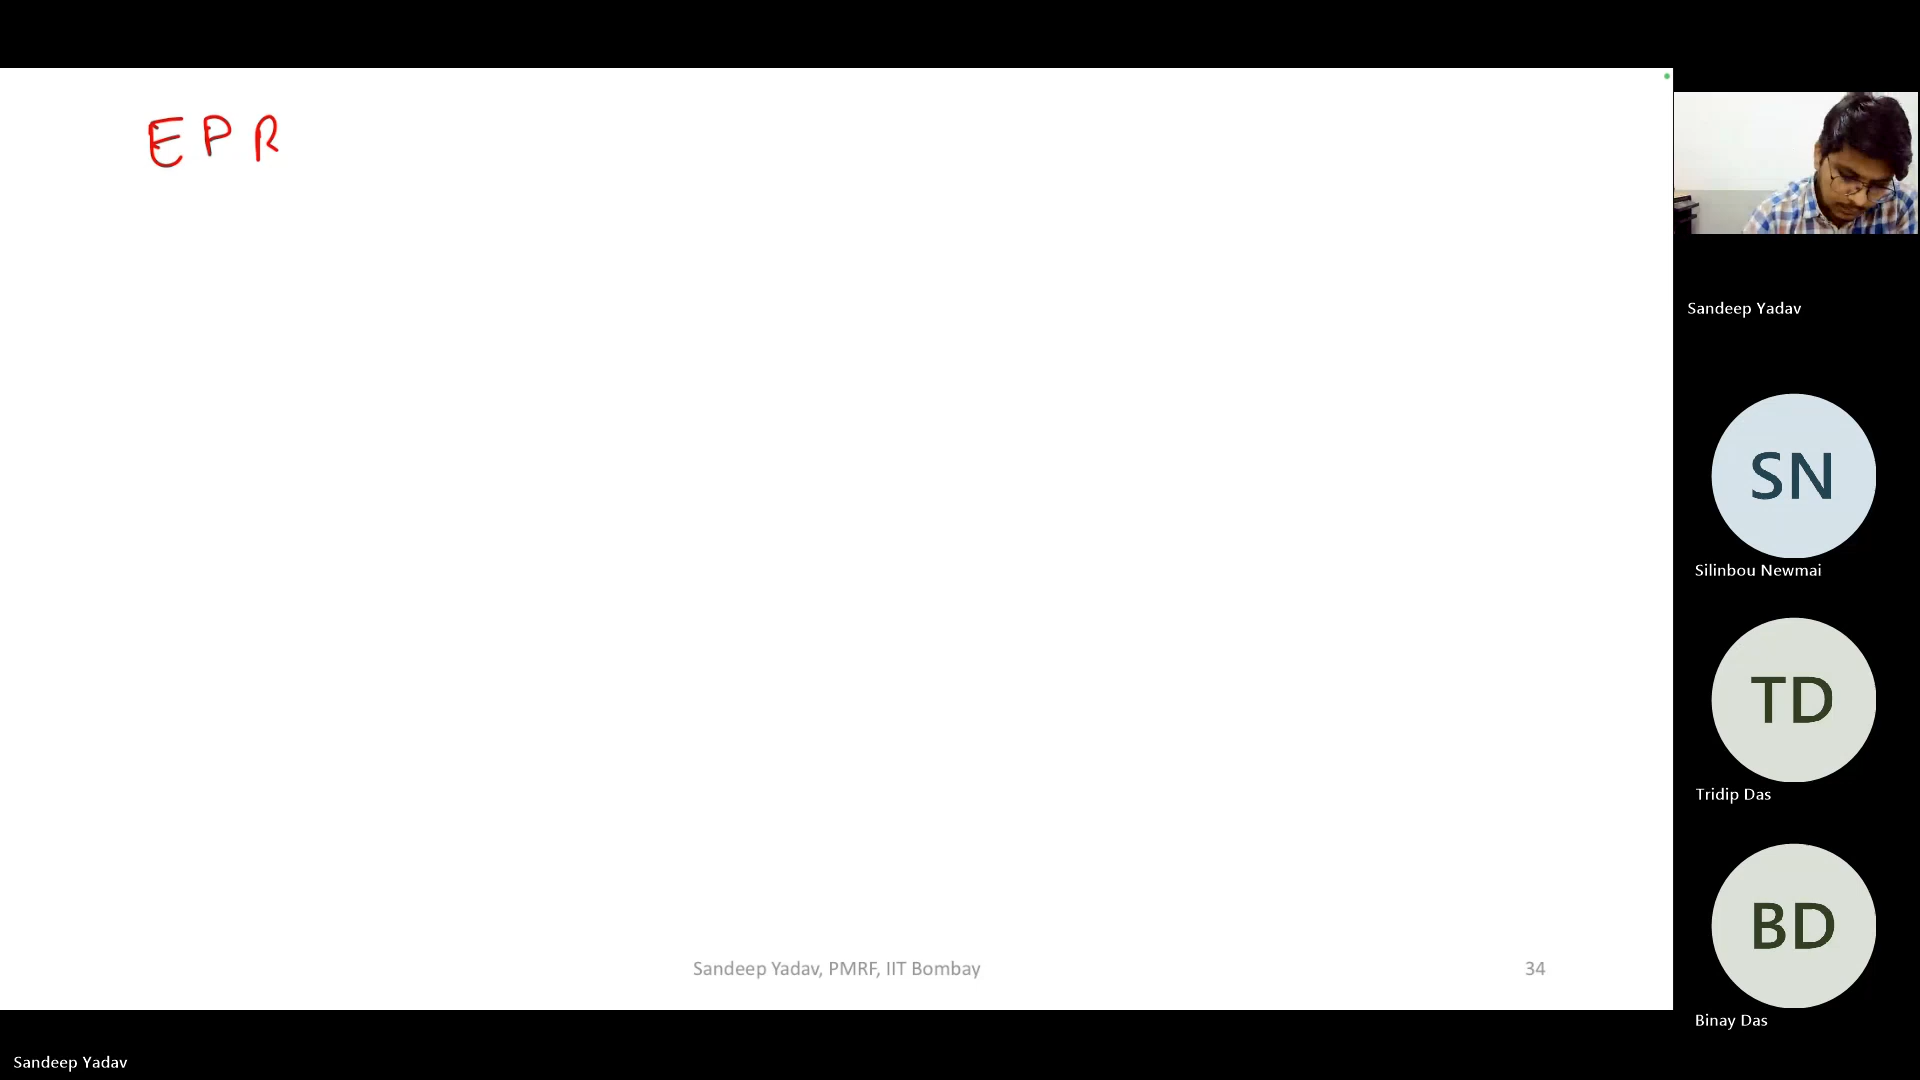 EPR
Sandeep Yadav
SN
Silinbou Newmai
TD
Tridip Das
BD
Binay Das
Sandeep Yadav, PMRF, IIT Bombay
34
Sandeep Yadav